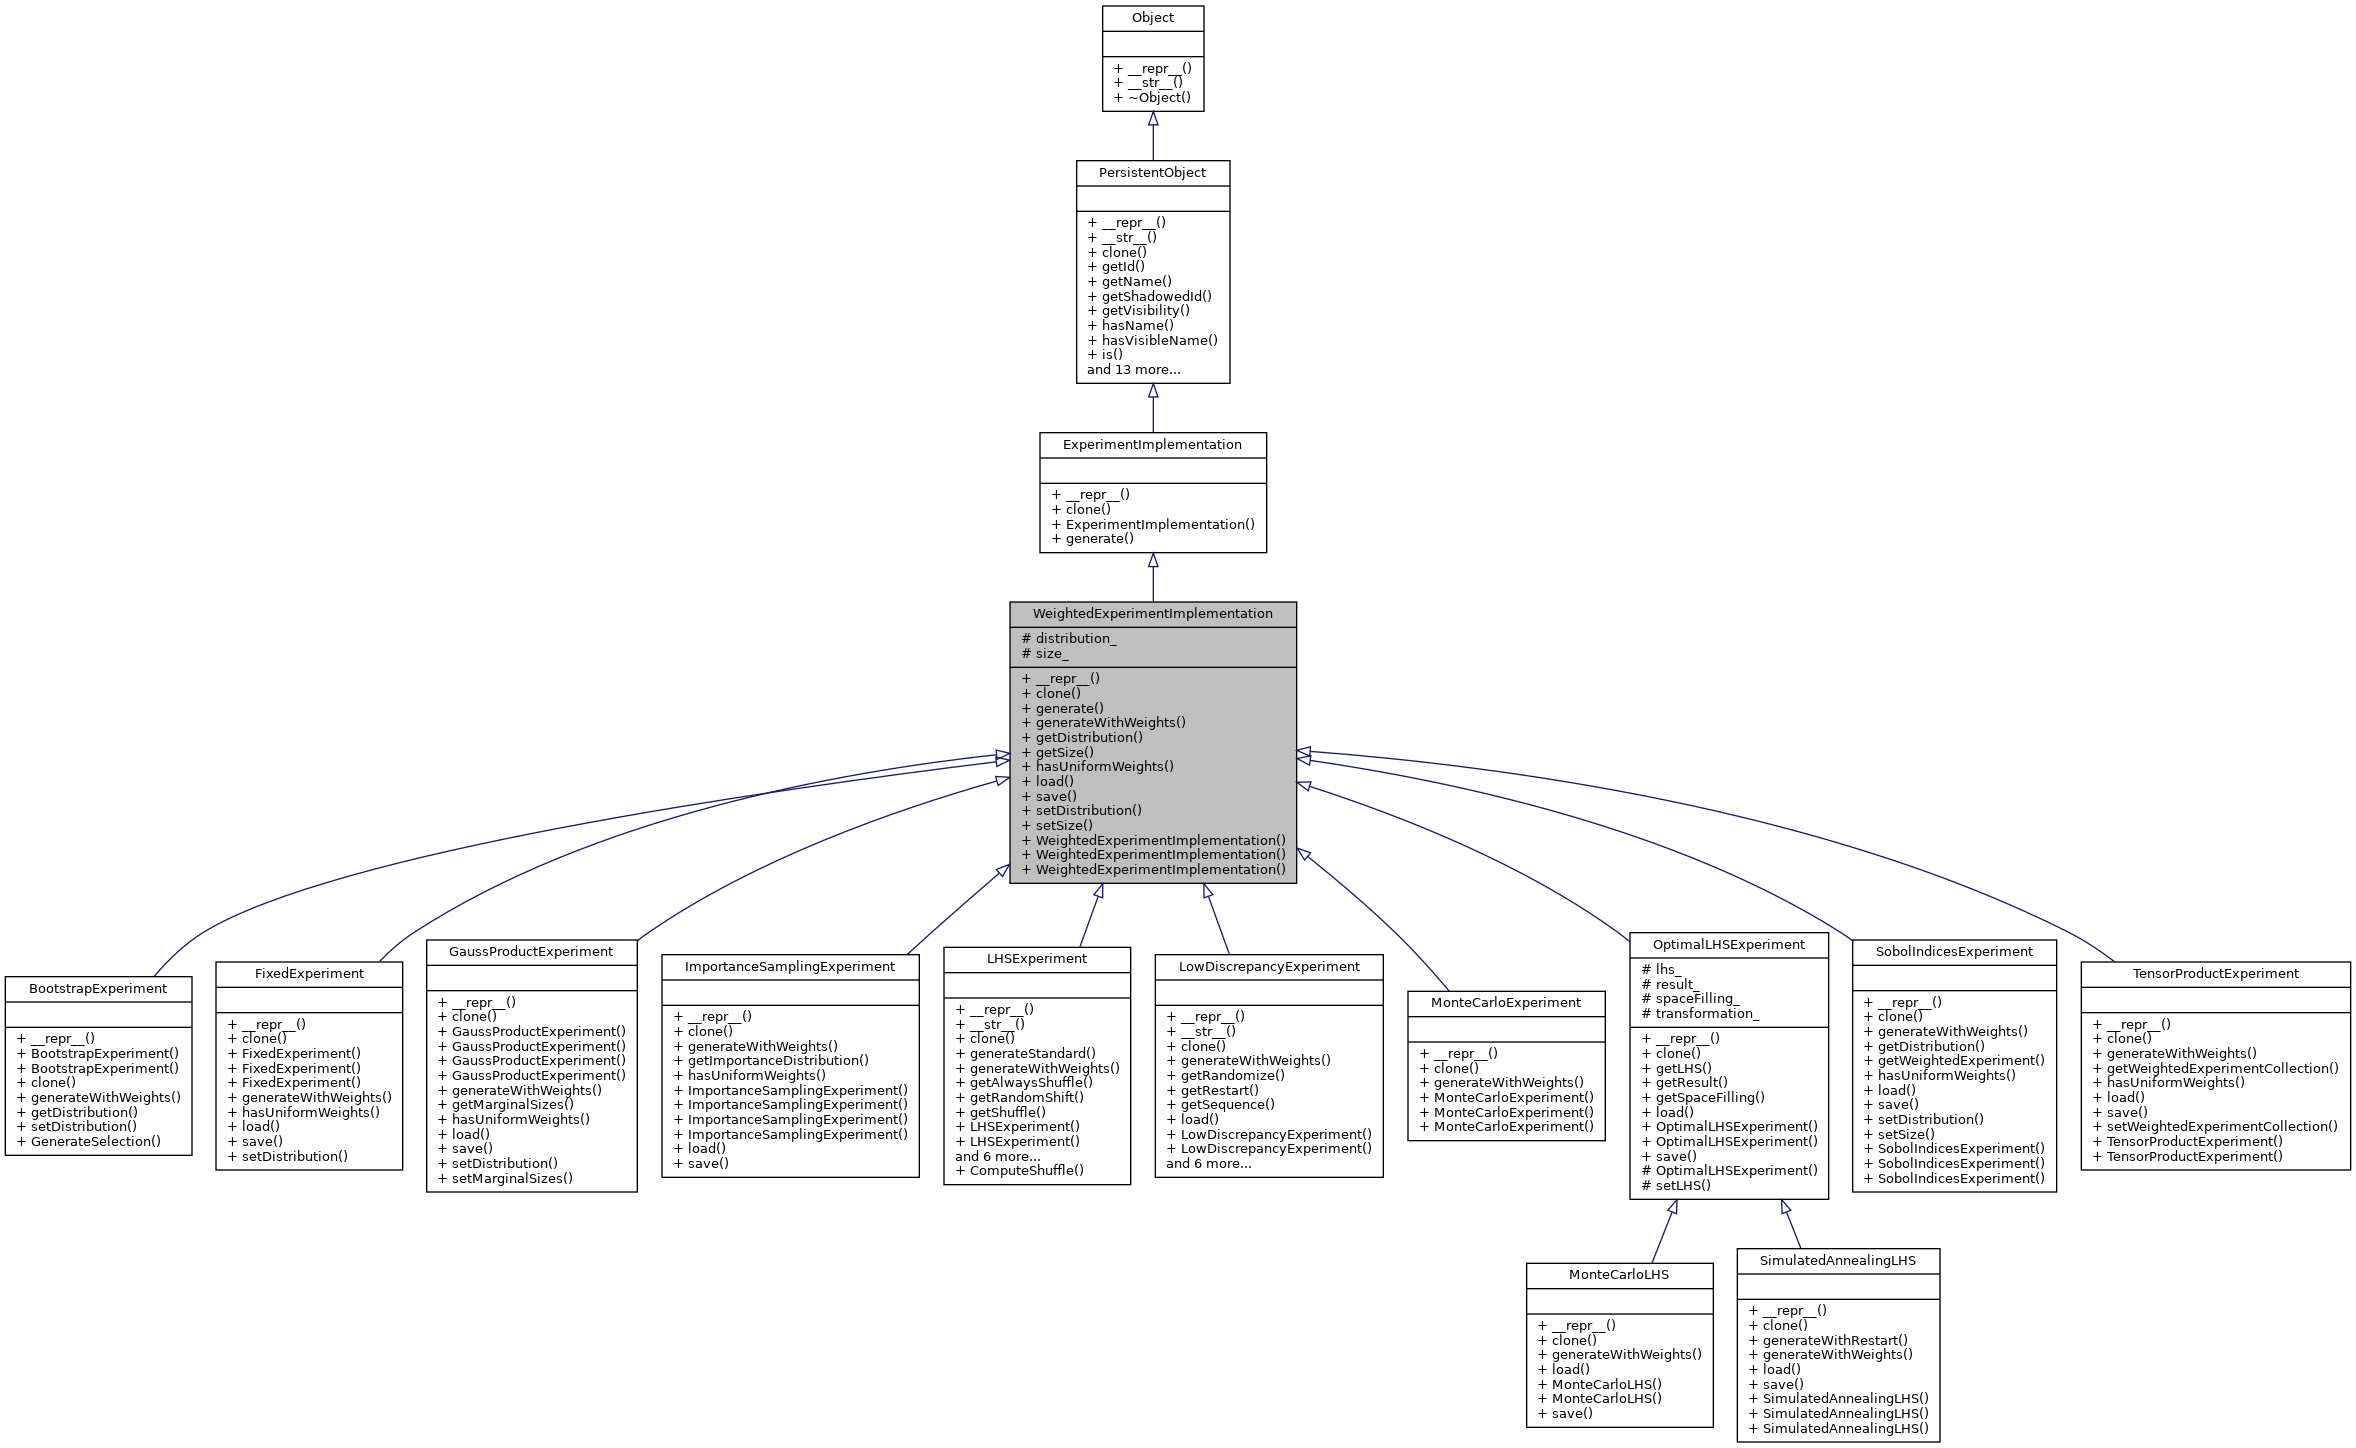 Object
+ __repr__()
+ __str__()
+ ~Object()
PersistentObject
+ __repr__()
+ __str__()
+ clone()
+ getId()
+ getName()
+ getShadowedId()
+ getVisibility()
+ hasName()
+ hasVisibleName()
+ is()
and 13 more...
ExperimentImplementation
+ __repr__()
+ clone()
+ ExperimentImplementation()
+ generate()
WeightedExperimentImplementation
# distribution_
# size_
+ __repr__()
+ clone()
+ generate()
+ generateWithWeights()
+ getDistribution()
+ getSize()
+ hasUniformWeights()
+ load()
+ save()
+ setDistribution()
+ setSize()
+ WeightedExperimentImplementation()
+ WeightedExperimentImplementation()
+ WeightedExperimentImplementation()
BootstrapExperiment
+ __repr__()
+ BootstrapExperiment()
+ BootstrapExperiment()
+ clone()
+ generateWithWeights()
+ getDistribution()
+ setDistribution()
+ GenerateSelection()
FixedExperiment
+ __repr__()
+ clone()
+ FixedExperiment()
+ FixedExperiment()
+ FixedExperiment()
+ generateWithWeights()
+ hasUniformWeights()
+ load()
+ save()
+ setDistribution()
GaussProductExperiment
+ __repr__()
+ clone()
+ GaussProductExperiment()
+ GaussProductExperiment()
+ GaussProductExperiment()
+ GaussProductExperiment()
+ generateWithWeights()
+ getMarginalSizes()
+ hasUniformWeights()
+ load()
+ save()
+ setDistribution()
+ setMarginalSizes()
ImportanceSamplingExperiment
+ __repr__()
+ clone()
+ generateWithWeights()
+ getImportanceDistribution()
+ hasUniformWeights()
+ ImportanceSamplingExperiment()
+ ImportanceSamplingExperiment()
+ ImportanceSamplingExperiment()
+ ImportanceSamplingExperiment()
+ load()
+ save()
LHSExperiment
+ __repr__()
+ __str__()
+ clone()
+ generateStandard()
+ generateWithWeights()
+ getAlwaysShuffle()
+ getRandomShift()
+ getShuffle()
+ LHSExperiment()
+ LHSExperiment()
and 6 more...
+ ComputeShuffle()
LowDiscrepancyExperiment
+ __repr__()
+ __str__()
+ clone()
+ generateWithWeights()
+ getRandomize()
+ getRestart()
+ getSequence()
+ load()
+ LowDiscrepancyExperiment()
+ LowDiscrepancyExperiment()
and 6 more...
MonteCarloExperiment
+ __repr__()
+ clone()
+ generateWithWeights()
+ MonteCarloExperiment()
+ MonteCarloExperiment()
+ MonteCarloExperiment()
OptimalLHSExperiment
# lhs_
# result_
# spaceFilling_
# transformation_
+ __repr__()
+ clone()
+ getLHS()
+ getResult()
+ getSpaceFilling()
+ load()
+ OptimalLHSExperiment()
+ OptimalLHSExperiment()
+ save()
# OptimalLHSExperiment()
# setLHS()
SobolIndicesExperiment
+ __repr__()
+ clone()
+ generateWithWeights()
+ getDistribution()
+ getWeightedExperiment()
+ hasUniformWeights()
+ load()
+ save()
+ setDistribution()
+ setSize()
+ SobolIndicesExperiment()
+ SobolIndicesExperiment()
+ SobolIndicesExperiment()
TensorProductExperiment
+ __repr__()
+ clone()
+ generateWithWeights()
+ getWeightedExperimentCollection()
+ hasUniformWeights()
+ load()
+ save()
+ setWeightedExperimentCollection()
+ TensorProductExperiment()
+ TensorProductExperiment()
MonteCarloLHS
+ __repr__()
+ clone()
+ generateWithWeights()
+ load()
+ MonteCarloLHS()
+ MonteCarloLHS()
+ save()
SimulatedAnnealingLHS
+ __repr__()
+ clone()
+ generateWithRestart()
+ generateWithWeights()
+ load()
+ save()
+ SimulatedAnnealingLHS()
+ SimulatedAnnealingLHS()
+ SimulatedAnnealingLHS()